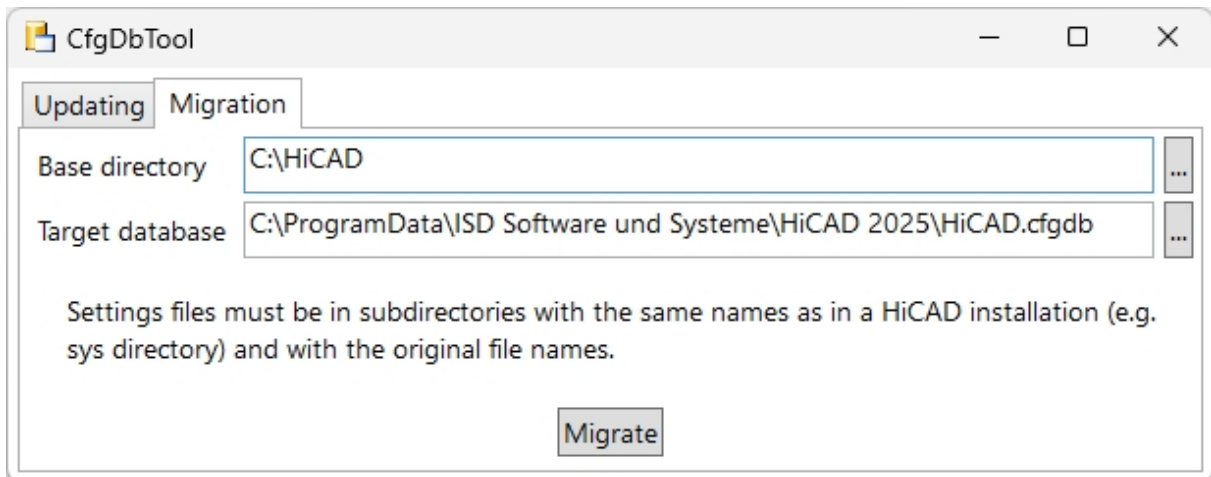 CfgDbTool
Updating Migration
Base directory C:\HiCAD ...
Target database C:\ProgramData\ISD Software und Systeme\HiCAD 2025\HiCAD.cfgdb ...
Settings files must be in subdirectories with the same names as in a HiCAD installation (e.g.
sys directory) and with the original file names.
Migrate